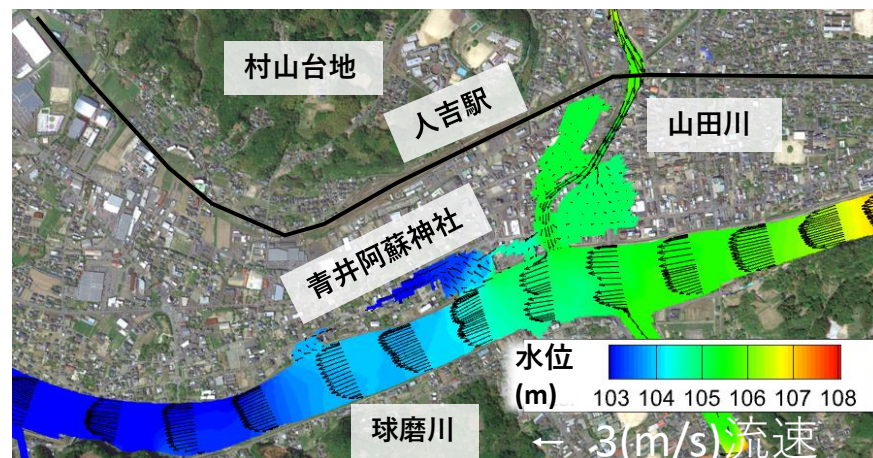 村山台地
人吉駅
山田川
青井阿蘇神社
水位
(m)
103 104 105 106 107 108
球磨川
← 3(m/s)流速